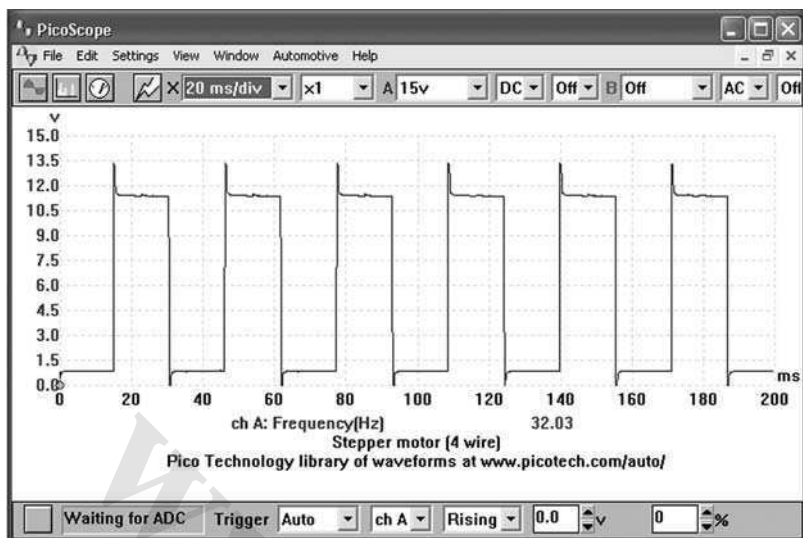 PicoScope
File Edit Settings View Window Automotive Help
X 20 ms/div x1 A 15v DC Off B Off AC Off
v
15.0
13.5
12.0
10.5
9.0
7.5
6.0
4.5
3.0
1.5
0.0
ms
0 20 40 60 80 100 120 140 160 180 200
ch A: Frequency(Hz) 32.03
Stepper motor (4 wire)
Pico Technology library of waveforms at www.picotech.com/auto/
Waiting for ADC Trigger Auto ch A Rising 0.0 v 0 %